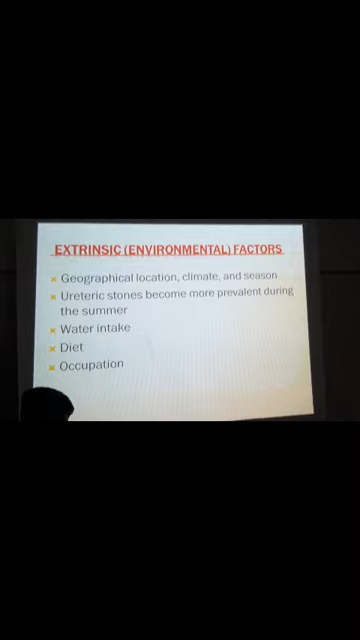 EXTRINSIC (ENVIRONMENTAL) FACTORS
Geographical location, climate, and season
Ureteric stones become more prevalent during
the summer
Water intake
Diet
Occupation